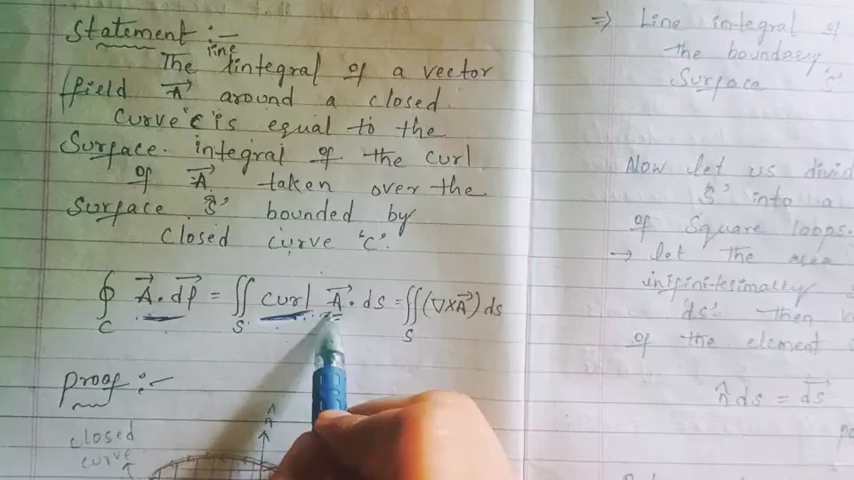 Statement :-
line
The integral of a vector
field A⃗ around a closed
curve 'c' is equal to the
Surface integral of the curl
of A⃗ taken over the
Surface 'S' bounded by
closed curve 'c'.
∮ A⃗ . dl⃗ = ∬ curl A⃗ . ds = ∬ (∇XA⃗) ds
C S S
Proof :-
closed
curve
n̂
⇒ Line integral of
the boundary
Surface 'S'
Now let us divid
'S' into a
of Square loops.
→ let the area
infinitesimally
ds. then
of the element
n̂ ds = ds⃗